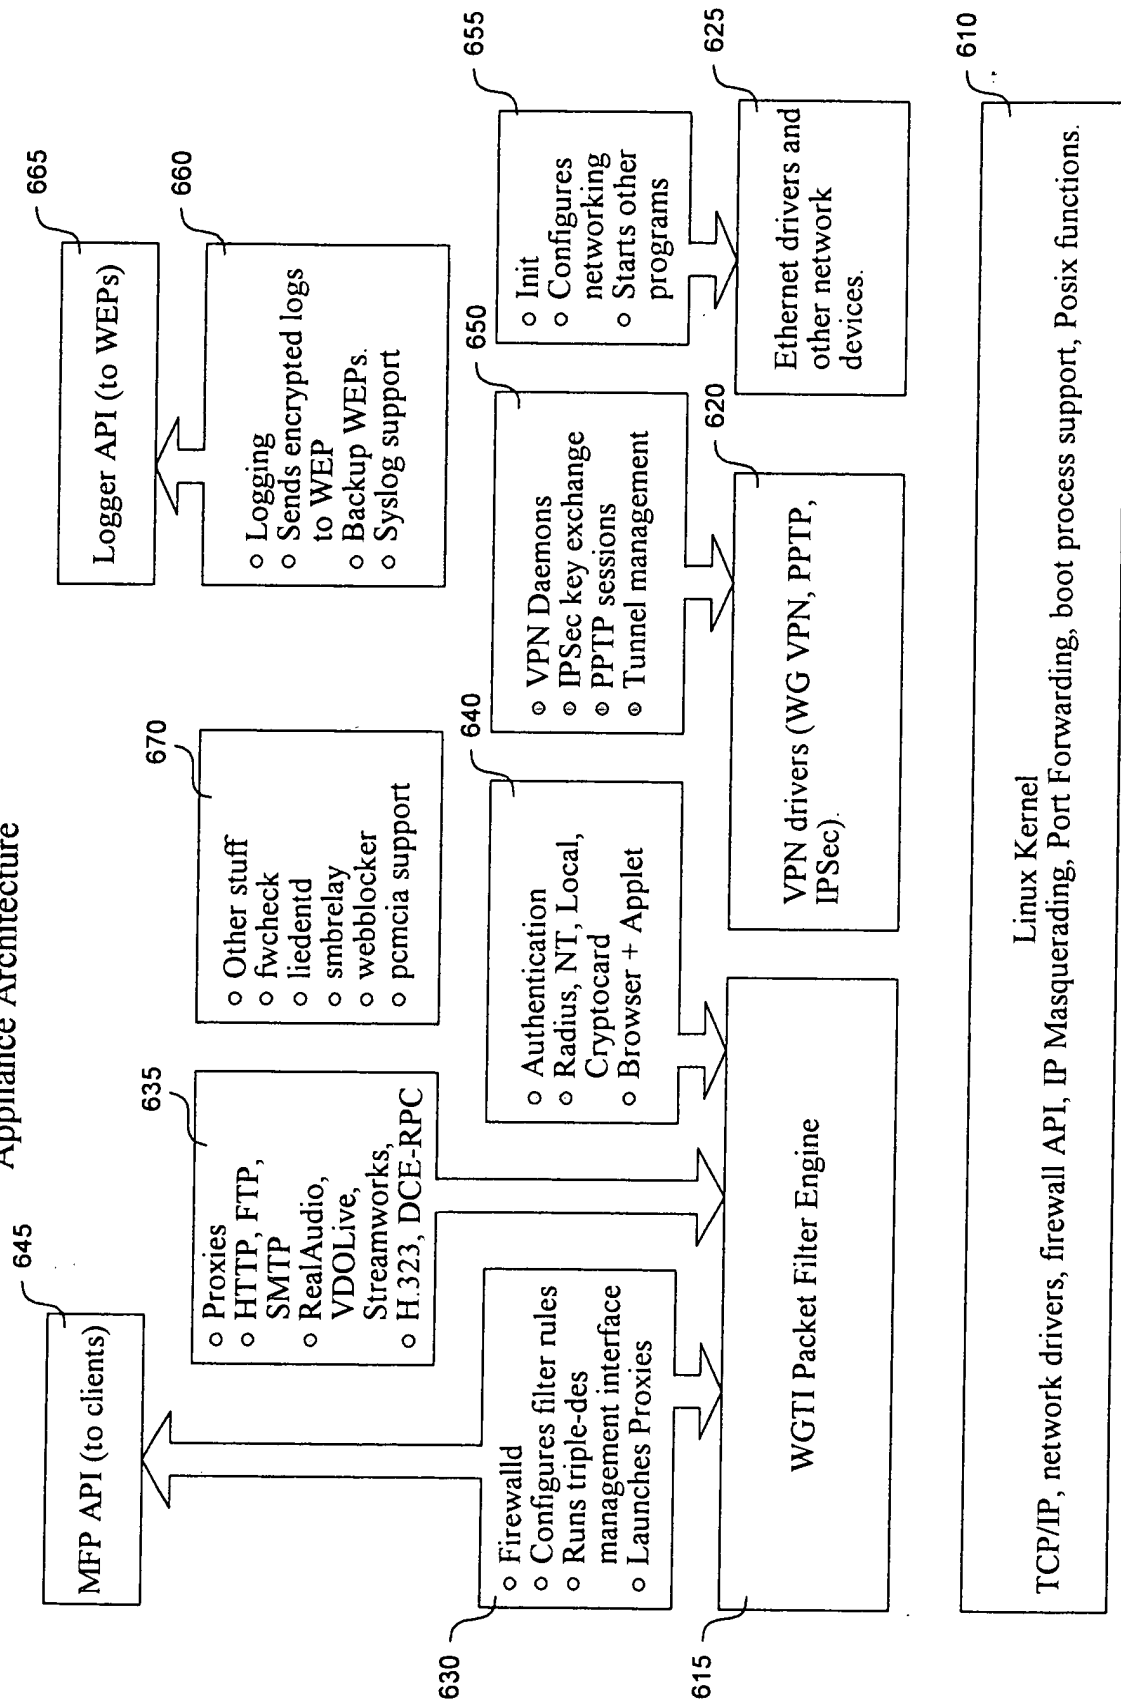 Appliance Architecture
645
MFP API (to clients)
665
Logger API (to WEPs)
635
○ Proxies
○ HTTP, FTP,
SMTP
○ RealAudio,
VDOLive,
Streamworks,
○ H.323, DCE-RPC
670
○ Other stuff
○ fwcheck
○ liedentd
○ smbrelay
○ webblocker
○ pcmcia support
660
○ Logging
○ Sends encrypted logs
to WEP
○ Backup WEPs.
○ Syslog support
630
○ Firewalld
○ Configures filter rules
○ Runs triple-des
management interface
○ Launches Proxies
640
○ Authentication
○ Radius, NT, Local,
Cryptocard
○ Browser + Applet
650
○ VPN Daemons
○ IPSec key exchange
○ PPTP sessions
○ Tunnel management
655
○ Init
○ Configures
networking
○ Starts other
programs
615
WGTI Packet Filter Engine
620
VPN drivers (WG VPN, PPTP,
IPSec).
625
Ethernet drivers and
other network
devices.
610
Linux Kernel
TCP/IP, network drivers, firewall API, IP Masquerading, Port Forwarding, boot process support, Posix functions.